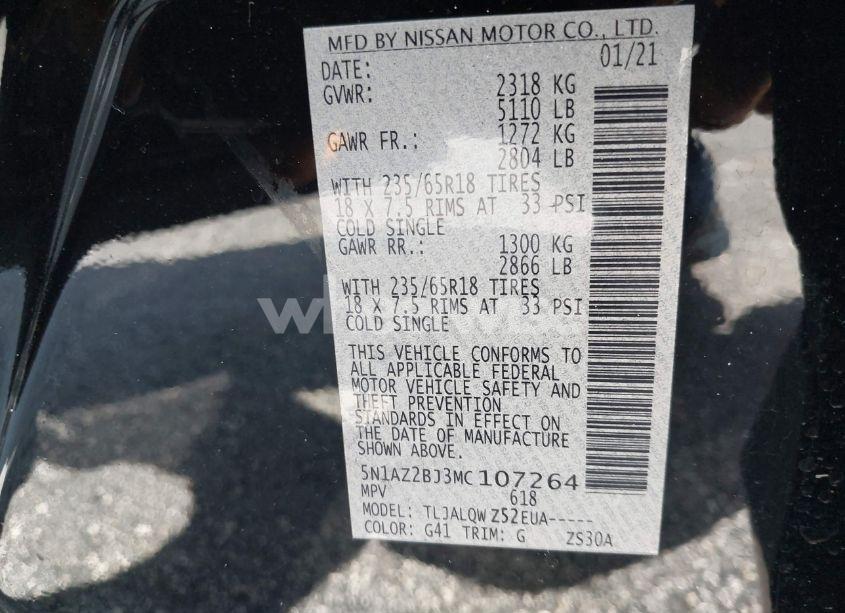 MFD BY NISSAN MOTOR CO., LTD.
DATE: 01/21
GVWR: 2318 KG
5110 LB
GAWR FR.: 1272 KG
2804 LB
WITH 235/65R18 TIRES
18 X 7.5 RIMS AT 33 PSI
COLD SINGLE
GAWR RR.: 1300 KG
2866 LB
WITH 235/65R18 TIRES
18 X 7.5 RIMS AT 33 PSI
COLD SINGLE
THIS VEHICLE CONFORMS TO
ALL APPLICABLE FEDERAL
MOTOR VEHICLE SAFETY AND
THEFT PREVENTION
STANDARDS IN EFFECT ON
THE DATE OF MANUFACTURE
SHOWN ABOVE.
5N1AZ2BJ3MC107264
MPV 618
MODEL: TLJALQWZS2EUA-----
COLOR: G41 TRIM: G ZS30A